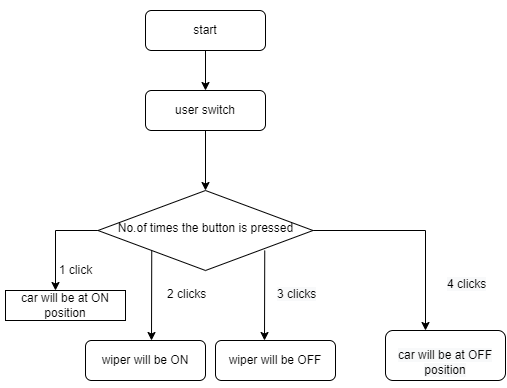 start
user switch
No.of times the button is pressed
1 click
2 clicks
3 clicks
4 clicks
car will be at ON
position
wiper will be ON
wiper will be OFF
car will be at OFF
position